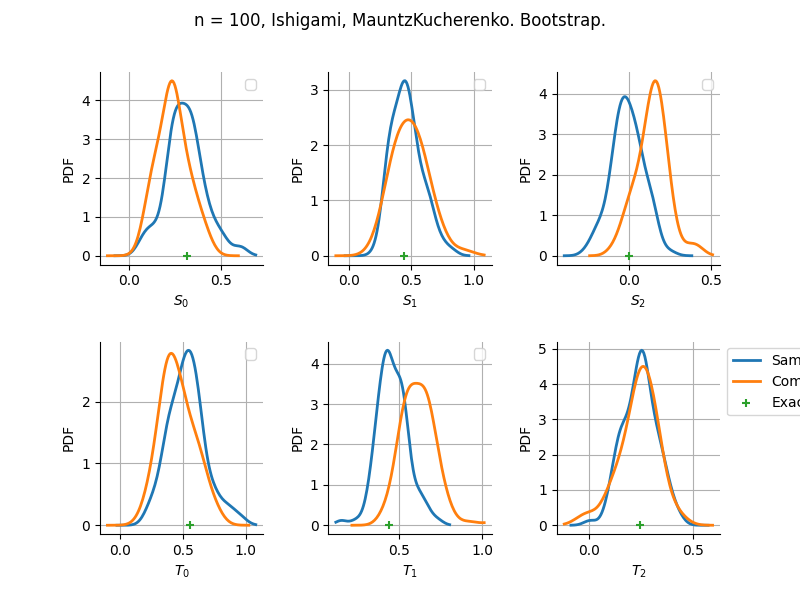 n = 100, Ishigami, MauntzKucherenko. Bootstrap.
PDF
4
3
2
1
0
0.0 0.5
S₀
PDF
3
2
1
0
0.0 0.5 1.0
S₁
PDF
4
3
2
1
0
0.0 0.5
S₂
PDF
2
1
0
0.0 0.5 1.0
T₀
PDF
4
3
2
1
0
0.5 1.0
T₁
PDF
5
4
3
2
1
0
0.0 0.5
T₂
Sam
Com
Exac